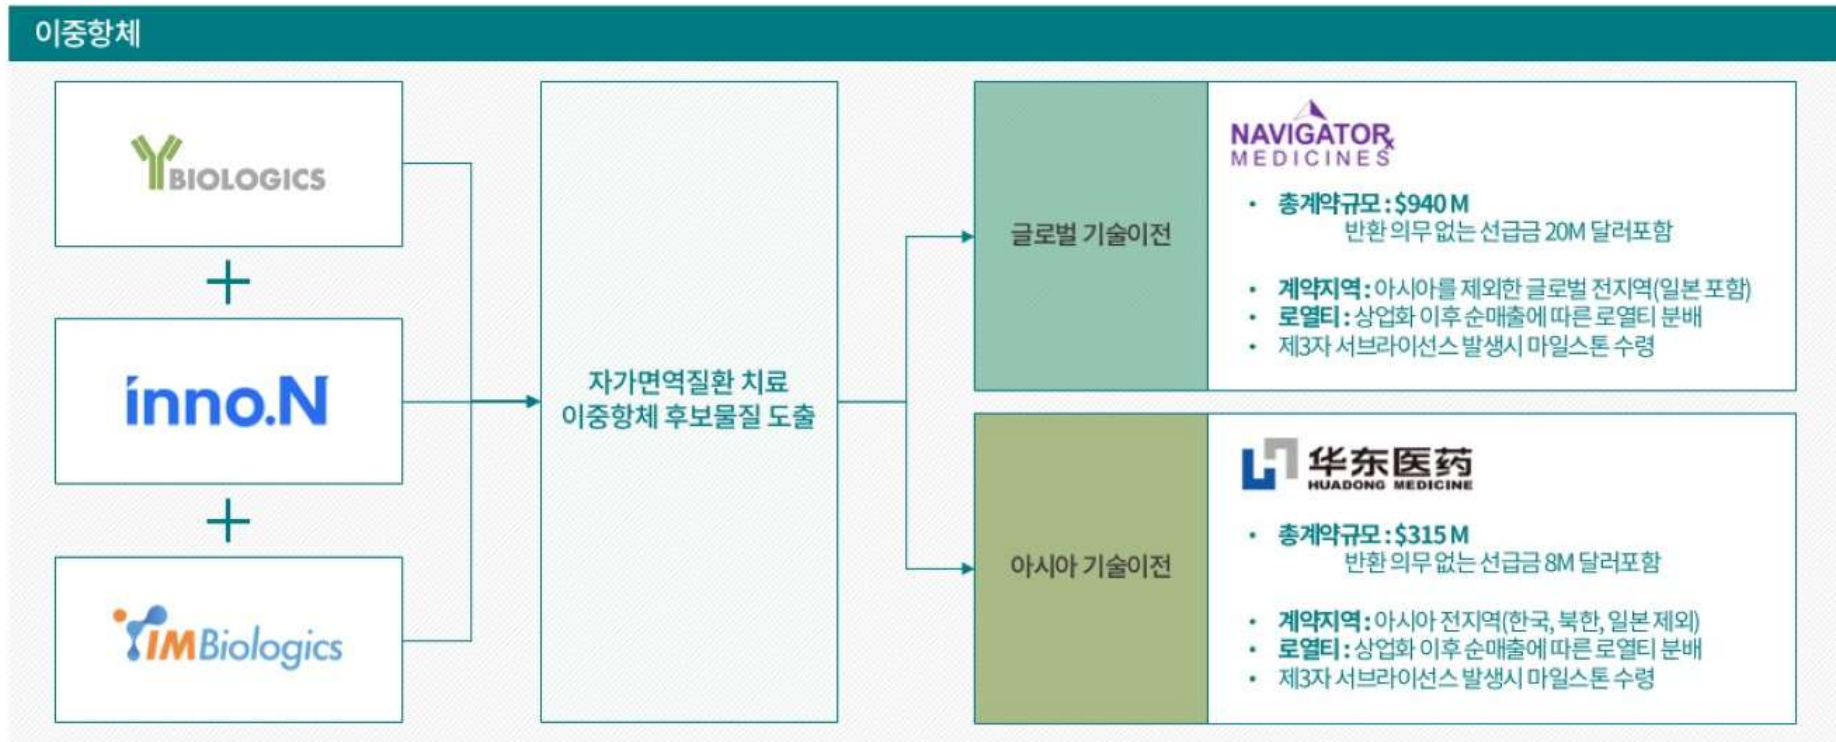 이중항체
Y BIOLOGICS
+
inno.N
+
IMBiologics
자가면역질환 치료
이중항체 후보물질 도출
글로벌 기술이전
NAVIGATORx
MEDICINES
• 총계약규모 : $940 M
반환 의무 없는 선급금 20M 달러포함
• 계약지역 : 아시아를 제외한 글로벌 전지역(일본 포함)
• 로열티 : 상업화 이후 순매출에 따른 로열티 분배
• 제3자 서브라이선스 발생시 마일스톤 수령
아시아 기술이전
华东医药
HUADONG MEDICINE
• 총계약규모 : $315 M
반환 의무 없는 선급금 8M 달러포함
• 계약지역 : 아시아 전지역(한국, 북한, 일본 제외)
• 로열티 : 상업화 이후 순매출에 따른 로열티 분배
• 제3자 서브라이선스 발생시 마일스톤 수령